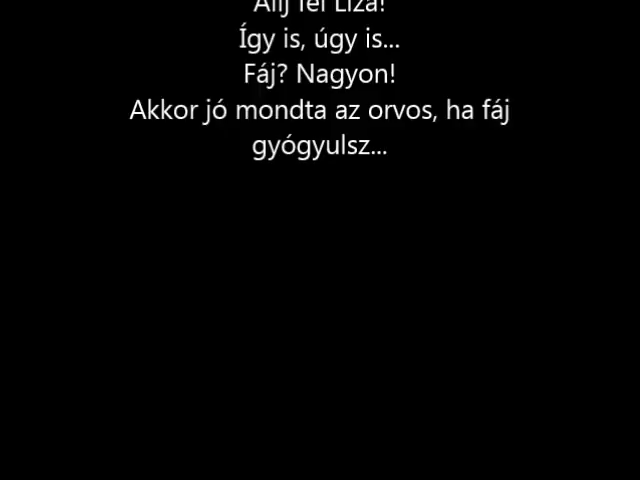 Állj fel Liza!
Így is, úgy is...
Fáj? Nagyon!
Akkor jó mondta az orvos, ha fáj
gyógyulsz...